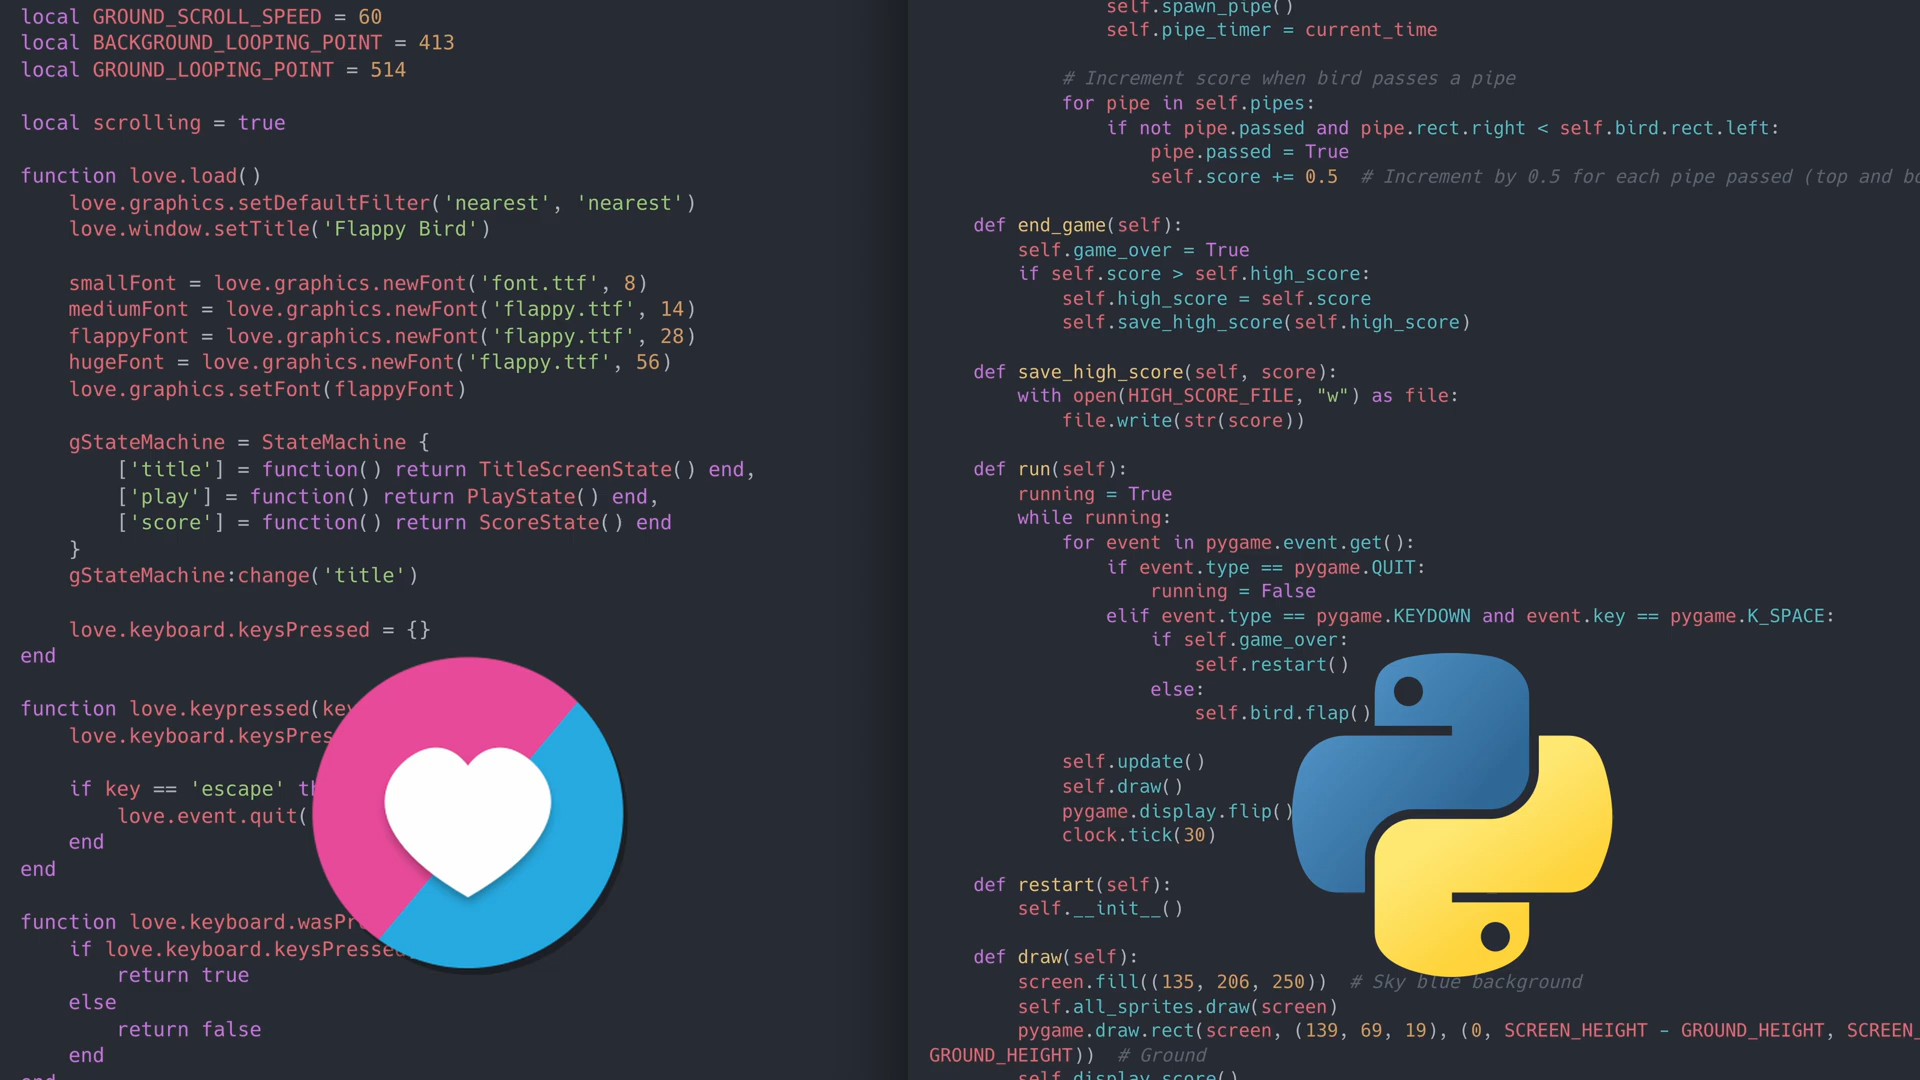 local GROUND_SCROLL_SPEED = 60
local BACKGROUND_LOOPING_POINT = 413
local GROUND_LOOPING_POINT = 514
local scrolling = true
function love.load()
love.graphics.setDefaultFilter('nearest', 'nearest')
love.window.setTitle('Flappy Bird')
smallFont = love.graphics.newFont('font.ttf', 8)
mediumFont = love.graphics.newFont('flappy.ttf', 14)
flappyFont = love.graphics.newFont('flappy.ttf', 28)
hugeFont = love.graphics.newFont('flappy.ttf', 56)
love.graphics.setFont(flappyFont)
gStateMachine = StateMachine {
['title'] = function() return TitleScreenState() end,
['play'] = function() return PlayState() end,
['score'] = function() return ScoreState() end
}
gStateMachine:change('title')
love.keyboard.keysPressed = {}
end
function love.keypressed(key
love.keyboard.keysPres
if key == 'escape' th
love.event.quit(
end
end
function love.keyboard.wasPr
if love.keyboard.keysPressed
return true
else
return false
end
end
self.spawn_pipe()
self.pipe_timer = current_time
# Increment score when bird passes a pipe
for pipe in self.pipes:
if not pipe.passed and pipe.rect.right < self.bird.rect.left:
pipe.passed = True
self.score += 0.5 # Increment by 0.5 for each pipe passed (top and bo
def end_game(self):
self.game_over = True
if self.score > self.high_score:
self.high_score = self.score
self.save_high_score(self.high_score)
def save_high_score(self, score):
with open(HIGH_SCORE_FILE, "w") as file:
file.write(str(score))
def run(self):
running = True
while running:
for event in pygame.event.get():
if event.type == pygame.QUIT:
running = False
elif event.type == pygame.KEYDOWN and event.key == pygame.K_SPACE:
if self.game_over:
self.restart()
else:
self.bird.flap()
self.update()
self.draw()
pygame.display.flip()
clock.tick(30)
def restart(self):
self.__init__()
def draw(self):
screen.fill((135, 206, 250)) # Sky blue background
self.all_sprites.draw(screen)
pygame.draw.rect(screen, (139, 69, 19), (0, SCREEN_HEIGHT - GROUND_HEIGHT, SCREEN_
GROUND_HEIGHT)) # Ground
self.display_score()